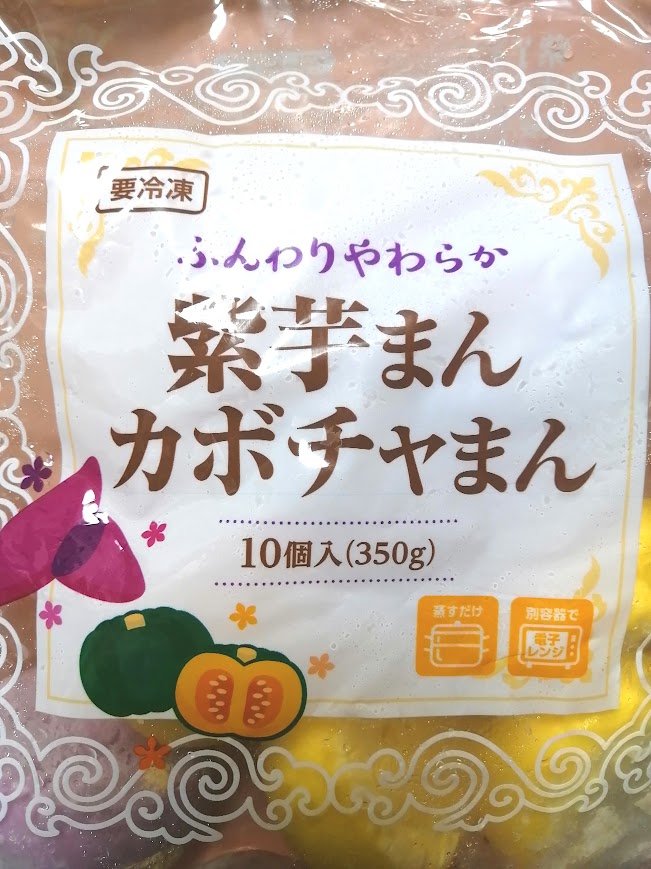 要冷凍
ふんわりやわらか
紫芋まん
カボチャまん
10個入(350g)
蒸すだけ
別容器で
電子
レンジ